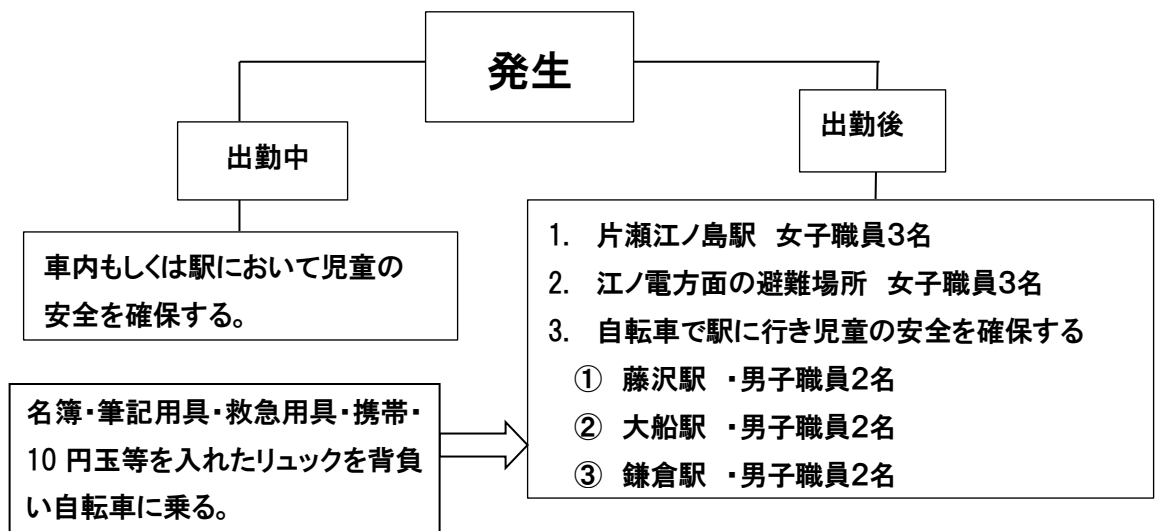 発生
出勤中
出勤後
車内もしくは駅において児童の
安全を確保する。
1. 片瀬江ノ島駅 女子職員3名
2. 江ノ電方面の避難場所 女子職員3名
3. 自転車で駅に行き児童の安全を確保する
① 藤沢駅 ・男子職員2名
② 大船駅 ・男子職員2名
③ 鎌倉駅 ・男子職員2名
名簿・筆記用具・救急用具・携帯・
10 円玉等を入れたリュックを背負
い自転車に乗る。